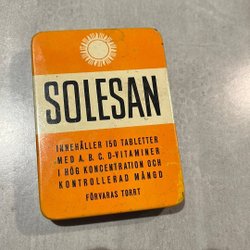 SOLESAN
INNEHÅLLER 150 TABLETTER
MED A, B, C, D-VITAMINER
I HÖG KONCENTRATION OCH
KONTROLLERAD MÄNGD
FÖRVARAS TORRT